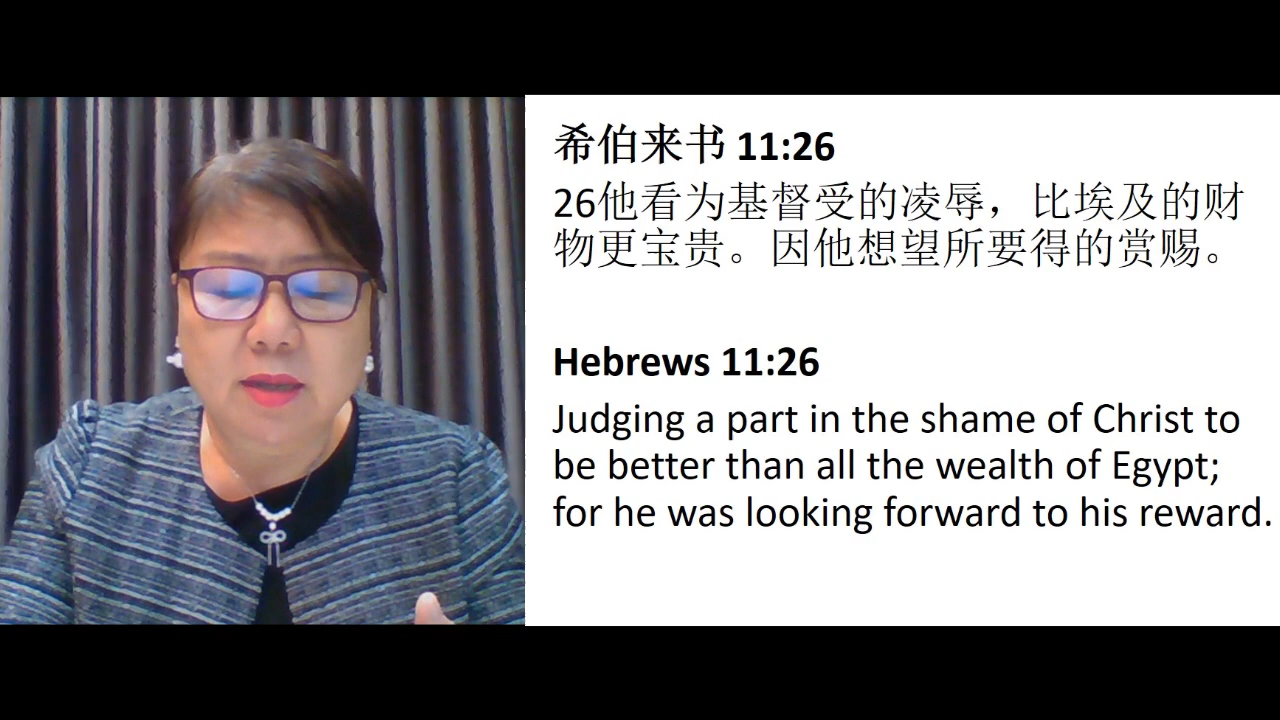 希伯来书 11:26
26他看为基督受的凌辱，比埃及的财
物更宝贵。因他想望所要得的赏赐。
Hebrews 11:26
Judging a part in the shame of Christ to
be better than all the wealth of Egypt;
for he was looking forward to his reward.